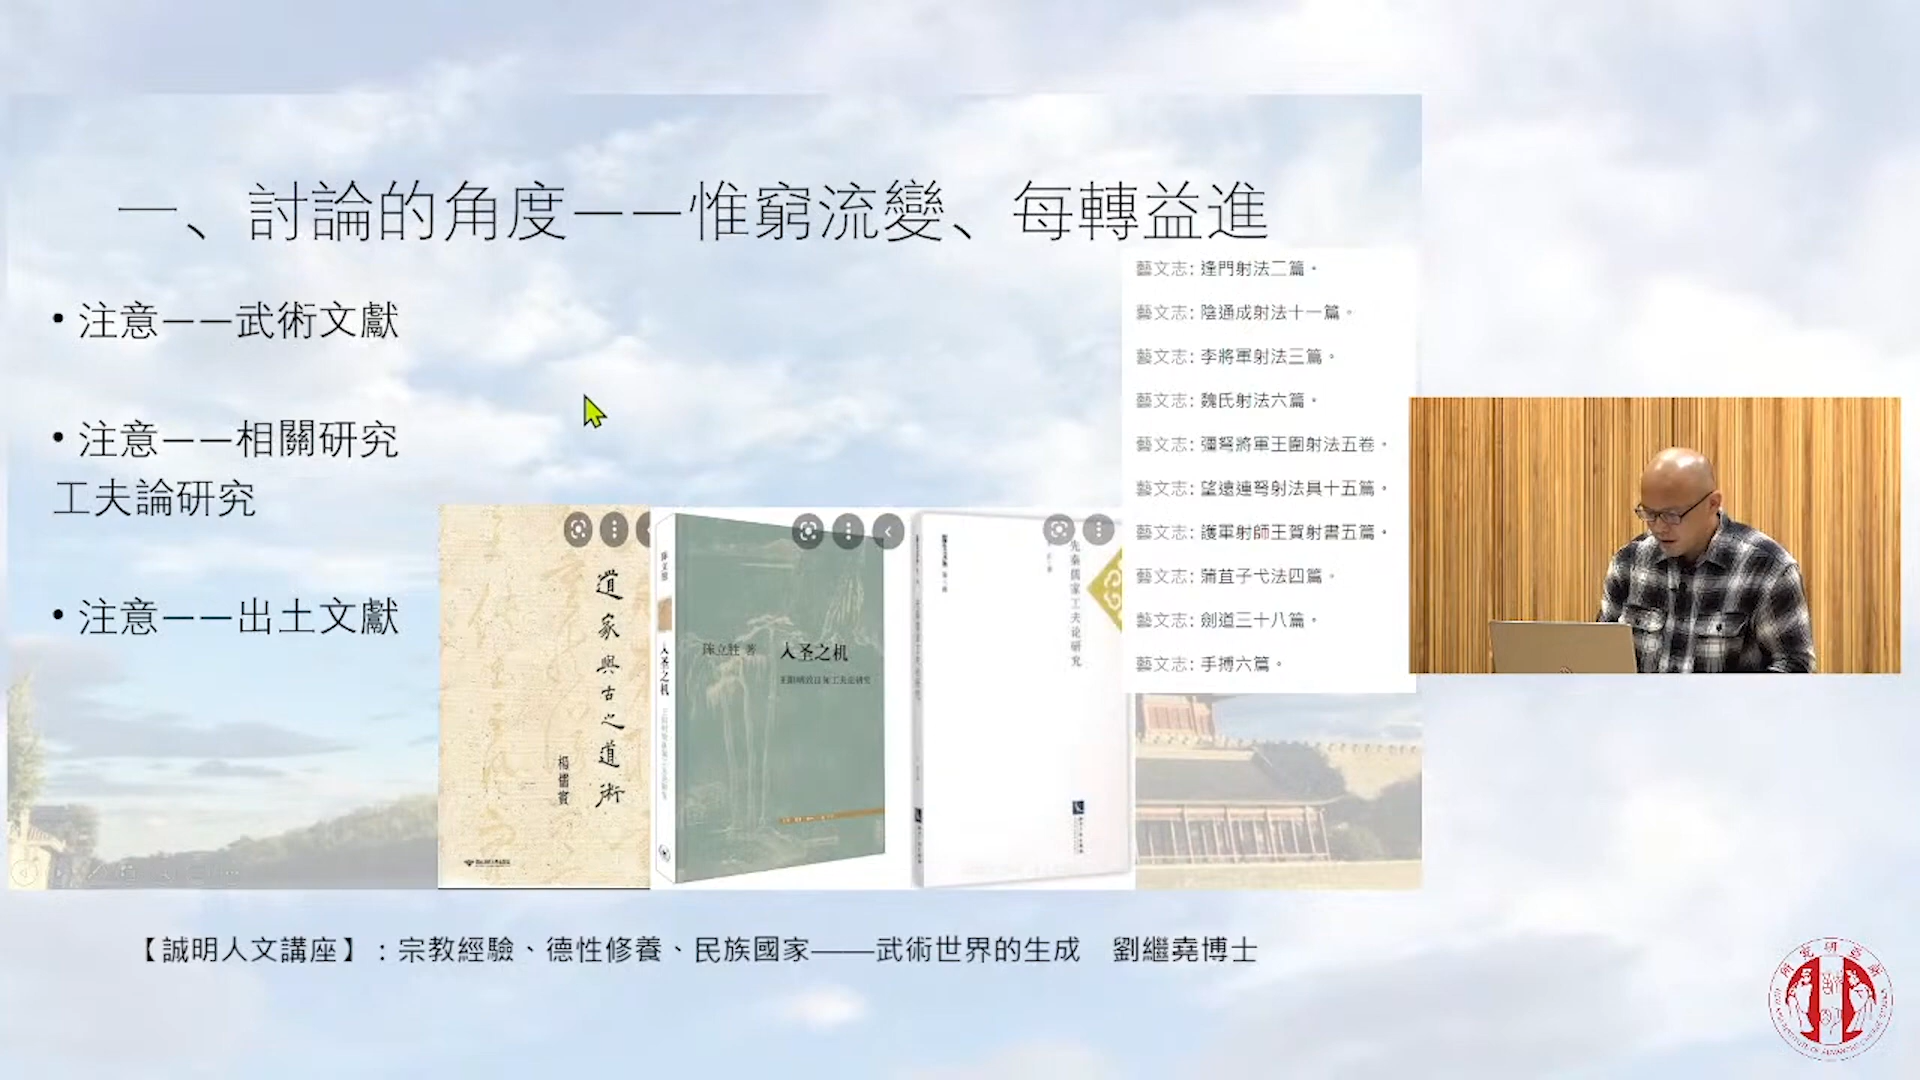 一、討論的角度——惟窮流變、每轉益進
• 注意——武術文獻
• 注意——相關研究
工夫論研究
• 注意——出土文獻
藝文志: 逢門射法二篇。
藝文志: 陰通成射法十一篇。
藝文志: 李將軍射法三篇。
藝文志: 魏氏射法六篇。
藝文志: 彊弩將軍王圍射法五卷。
藝文志: 望遠連弩射法具十五篇。
藝文志: 護軍射師王賀射書五篇。
藝文志: 蒲苴子弋法四篇。
藝文志: 劍道三十八篇。
藝文志: 手搏六篇。
道家與古之道術
楊儒賓
陈立胜 著
入圣之机
入圣之机
先秦儒家工夫论研究
【誠明人文講座】：宗教經驗、德性修養、民族國家——武術世界的生成 劉繼堯博士